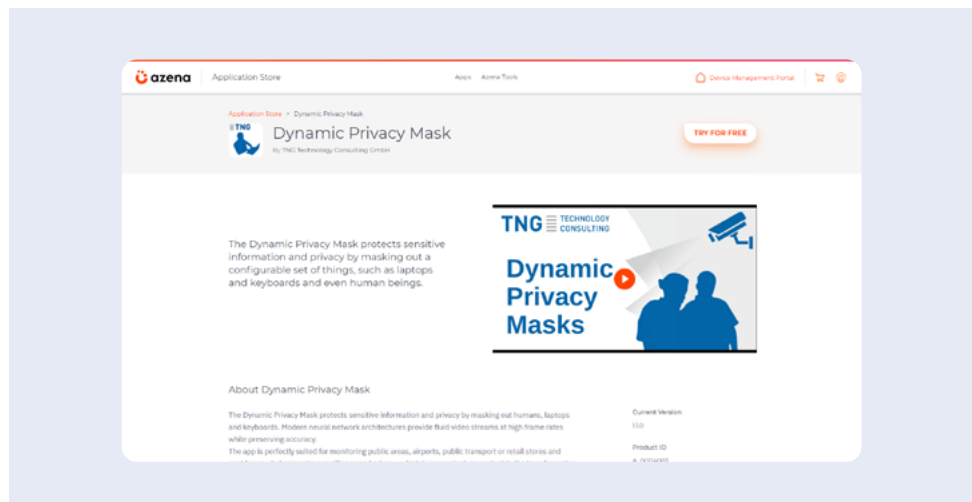 azena
Application Store
Apps
Azena Tools
Device Management Portal
Application Store > Dynamic Privacy Mask
TNG
Dynamic Privacy Mask
By TNG Technology Consulting GmbH
TRY FOR FREE
The Dynamic Privacy Mask protects sensitive
information and privacy by masking out a
configurable set of things, such as laptops
and keyboards and even human beings.
TNG TECHNOLOGY
CONSULTING
Dynamic
Privacy
Masks
About Dynamic Privacy Mask
The Dynamic Privacy Mask protects sensitive information and privacy by masking out humans, laptops
and keyboards. Modern neural network architectures provide fluid video streams at high frame rates
while preserving accuracy.
The app is perfectly suited for monitoring public areas, airports, public transport or retail stores and
Current Version
1.1.0
Product ID